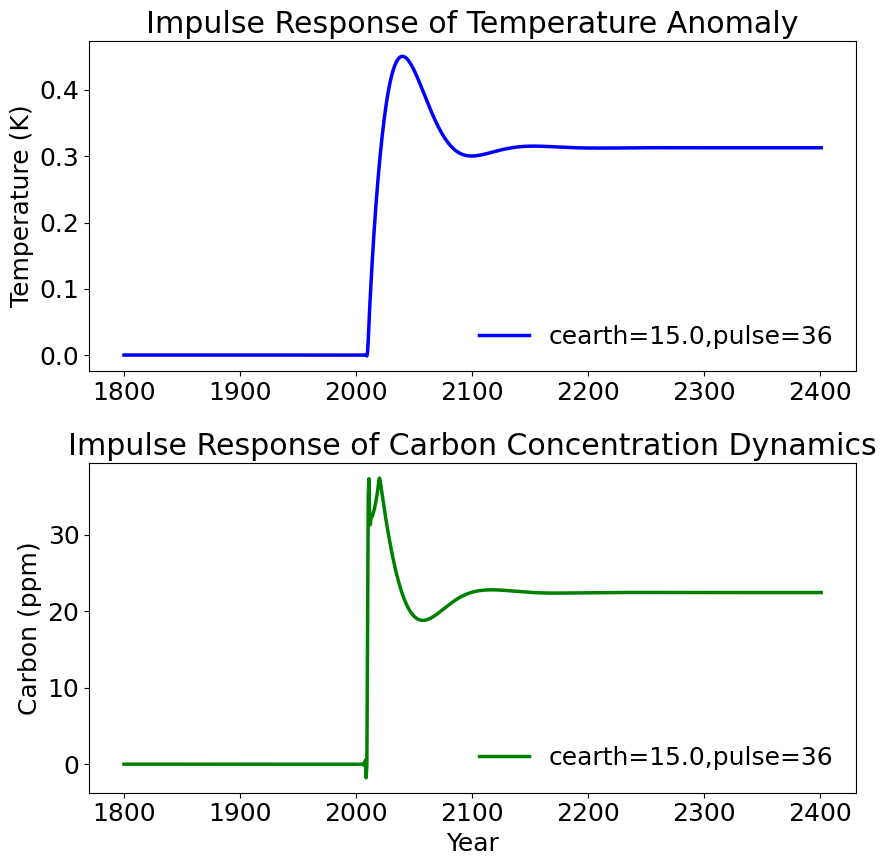 Impulse Response of Temperature Anomaly
Temperature (K)
0.4
0.3
0.2
0.1
0.0
cearth=15.0,pulse=36
1800 1900 2000 2100 2200 2300 2400
Impulse Response of Carbon Concentration Dynamics
Carbon (ppm)
30
20
10
0
cearth=15.0,pulse=36
1800 1900 2000 2100 2200 2300 2400
Year